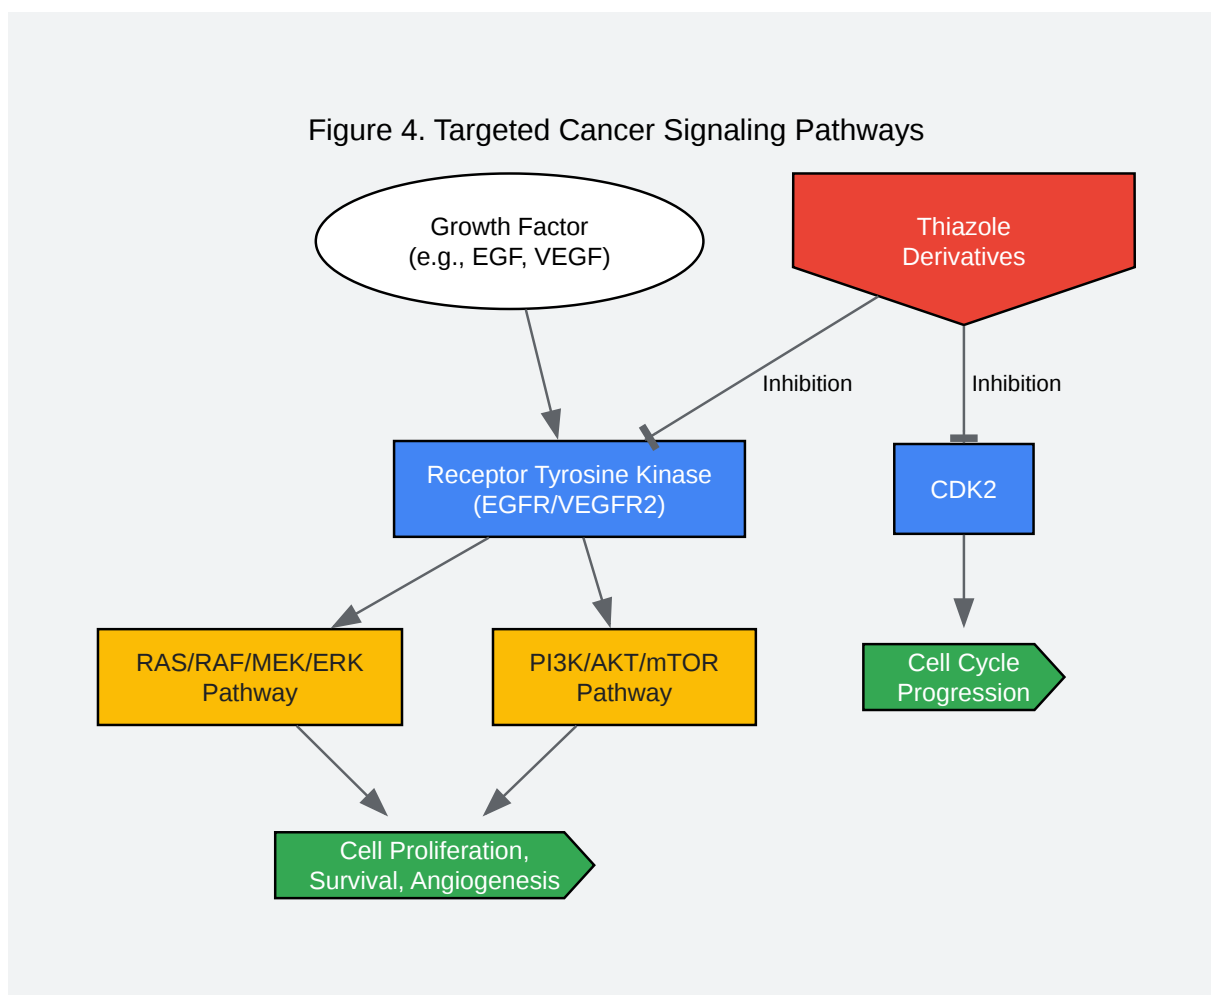 Figure 4. Targeted Cancer Signaling Pathways
Growth Factor
(e.g., EGF, VEGF)
Thiazole
Derivatives
Inhibition
Inhibition
Receptor Tyrosine Kinase
(EGFR/VEGFR2)
CDK2
RAS/RAF/MEK/ERK
Pathway
PI3K/AKT/mTOR
Pathway
Cell Cycle
Progression
Cell Proliferation,
Survival, Angiogenesis